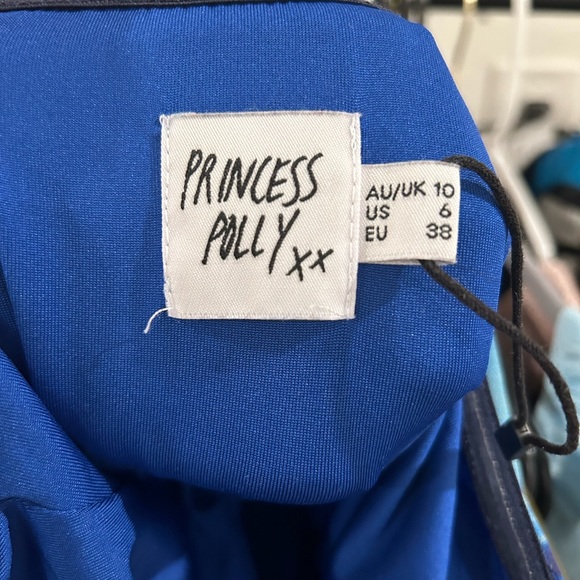 PRINCESS
POLLY xx
AU/UK 10
US 6
EU 38